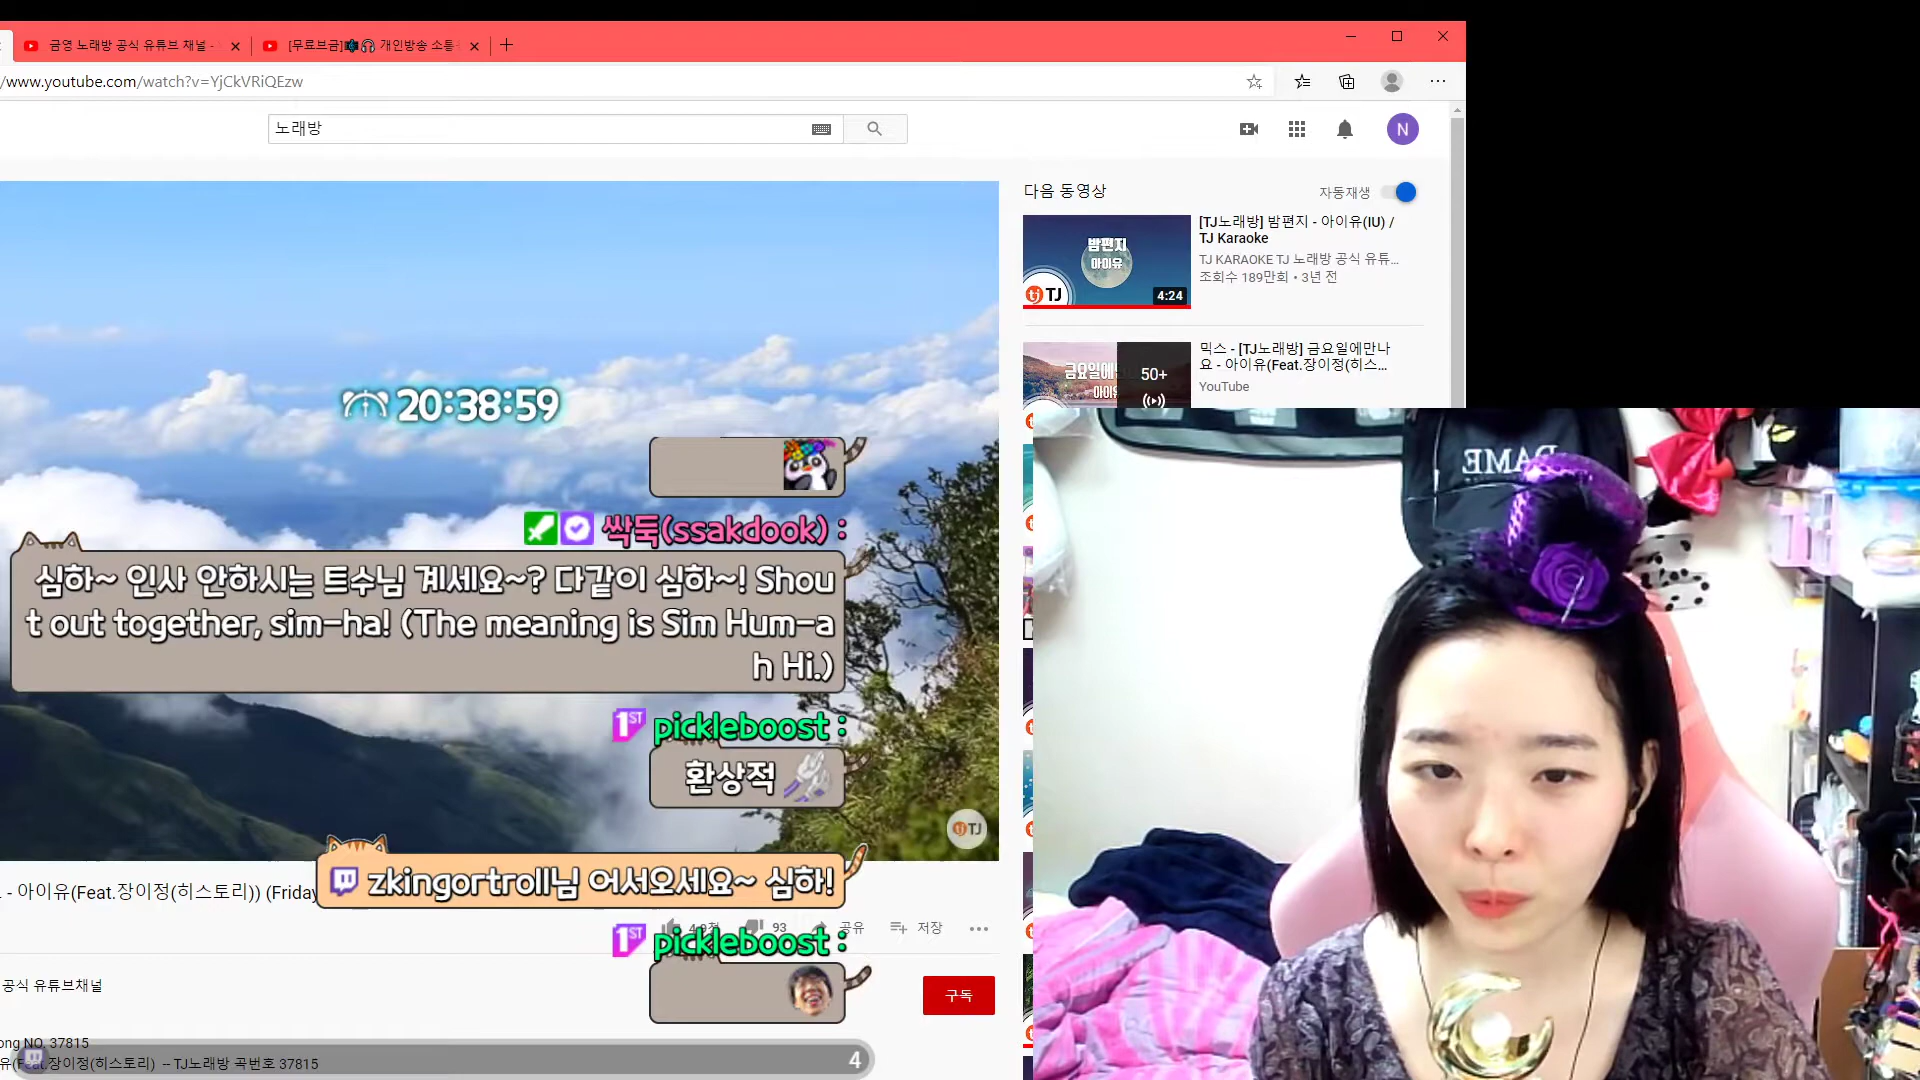 금영 노래방 공식 유튜브 채널 -
[무료브금] 개인방송 소통
/www.youtube.com/watch?v=YjCkVRiQEzw
노래방
N
다음 동영상
자동재생
[TJ노래방] 밤편지 - 아이유(IU) /
TJ Karaoke
TJ KARAOKE TJ 노래방 공식 유튜...
조회수 189만회 • 3년 전
밤편지
아이유
TJ
4:24
믹스 - [TJ노래방] 금요일에만나
요 - 아이유(Feat.장이정(히스...
YouTube
금요일에
50+
20:38:59
싹둑(ssakdook) :
심하~ 인사 안하시는 트수님 계세요~? 다같이 심하~! Shou
t out together, sim-ha! (The meaning is Sim Hum-a
h Hi.)
1ST pickleboost :
환상적
TJ
zkingortroll님 어서오세요~ 심하!
- 아이유(Feat.장이정(히스토리)) (Friday
93
공유
저장
1ST pickleboost :
공식 유튜브채널
구독
ong NO. 37815
유(Feat.장이정(히스토리) -- TJ노래방 곡번호 37815
4
DAME